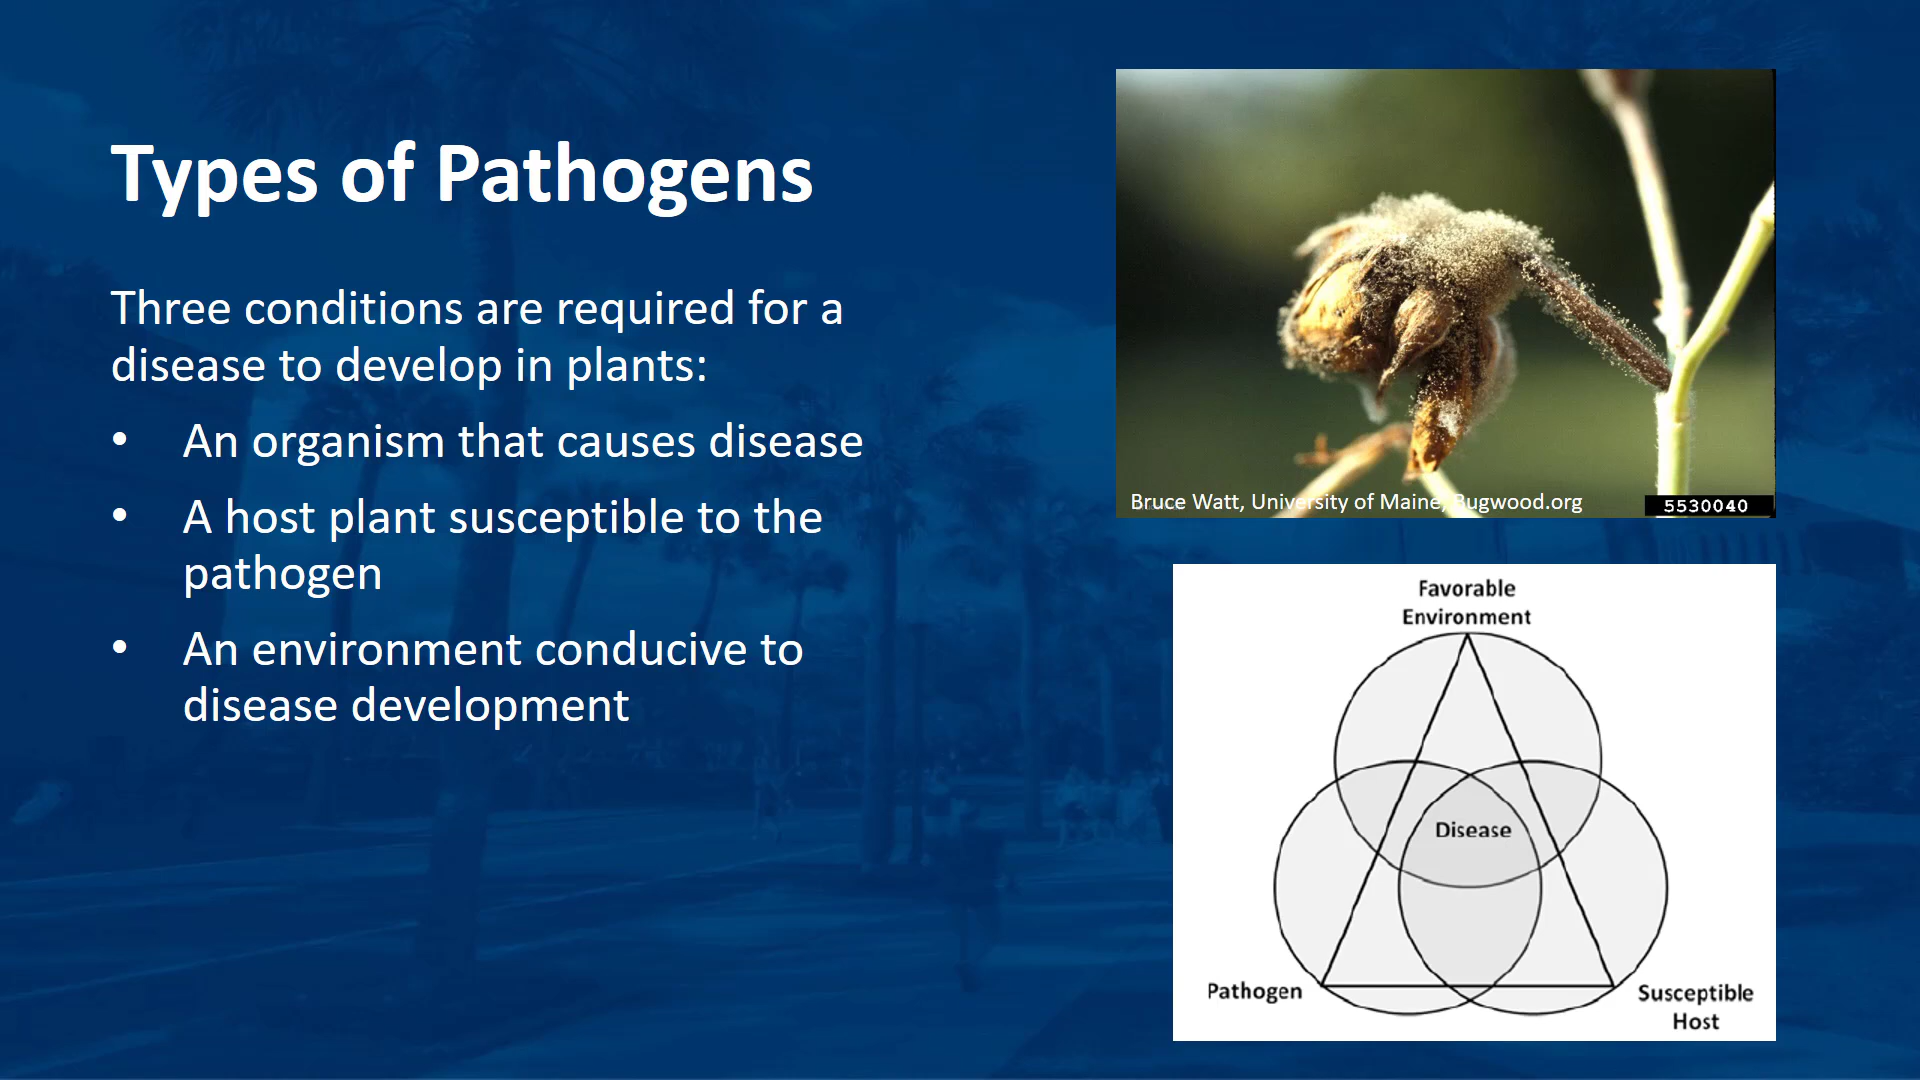 Types of Pathogens
Three conditions are required for a
disease to develop in plants:
• An organism that causes disease
• A host plant susceptible to the
pathogen
• An environment conducive to
disease development
Bruce Watt, University of Maine, Bugwood.org
5530040
Favorable
Environment
Disease
Pathogen
Susceptible
Host